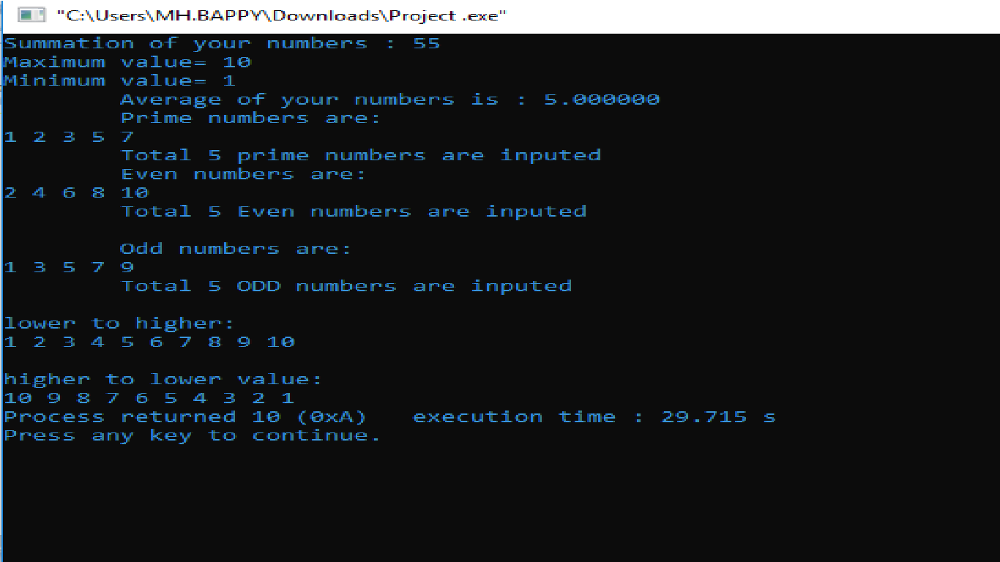 "C:\Users\MH.BAPPY\Downloads\Project .exe"
Summation of your numbers : 55
Maximum value= 10
Minimum value= 1
Average of your numbers is : 5.000000
Prime numbers are:
1 2 3 5 7
Total 5 prime numbers are inputed
Even numbers are:
2 4 6 8 10
Total 5 Even numbers are inputed
Odd numbers are:
1 3 5 7 9
Total 5 ODD numbers are inputed
lower to higher:
1 2 3 4 5 6 7 8 9 10
higher to lower value:
10 9 8 7 6 5 4 3 2 1
Process returned 10 (0xA)   execution time : 29.715 s
Press any key to continue.